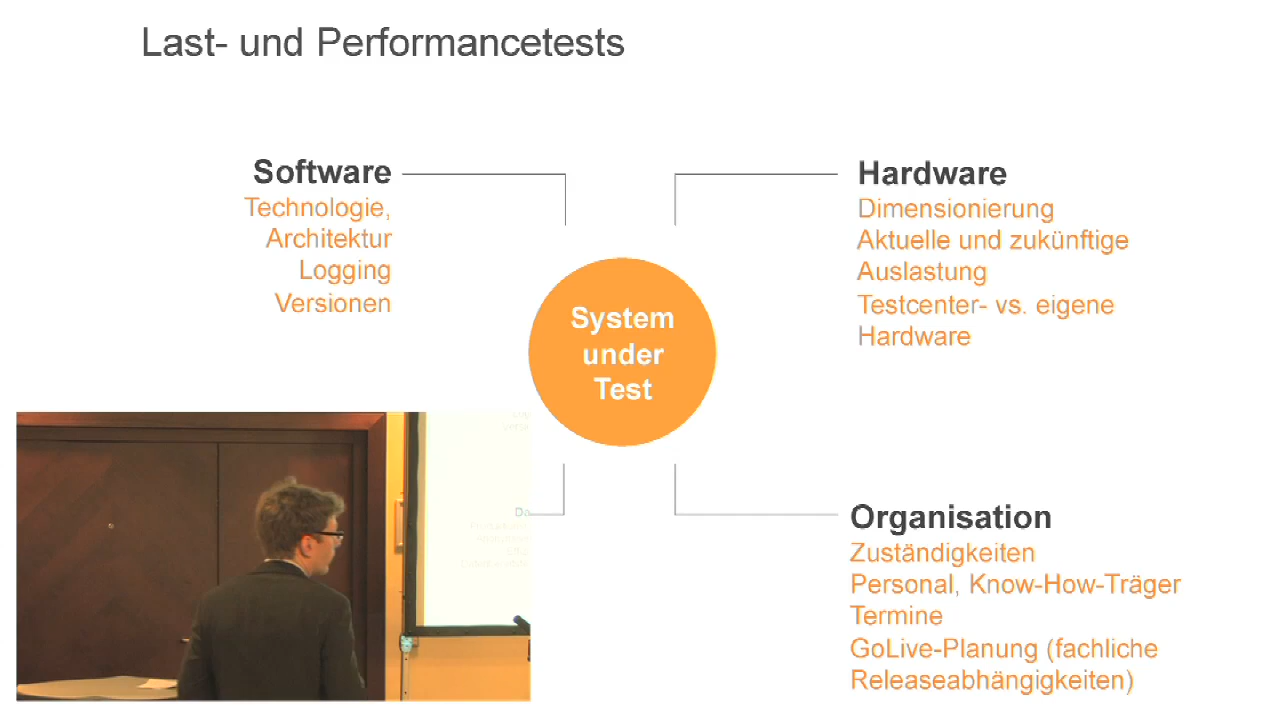 Last- und Performancetests
Software
Technologie,
Architektur
Logging
Versionen
Hardware
Dimensionierung
Aktuelle und zukünftige
Auslastung
Testcenter- vs. eigene
Hardware
System
under
Test
Organisation
Zuständigkeiten
Personal, Know-How-Träger
Termine
GoLive-Planung (fachliche
Releaseabhängigkeiten)